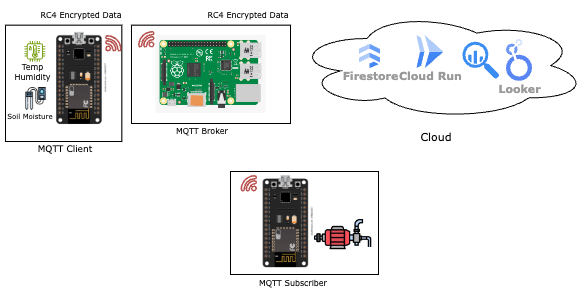 RC4 Encrypted Data
RC4 Encrypted Data
Temp
Humidity
Soil Moisture
MQTT Client
MQTT Broker
Firestore
Cloud Run
Looker
Cloud
MQTT Subscriber